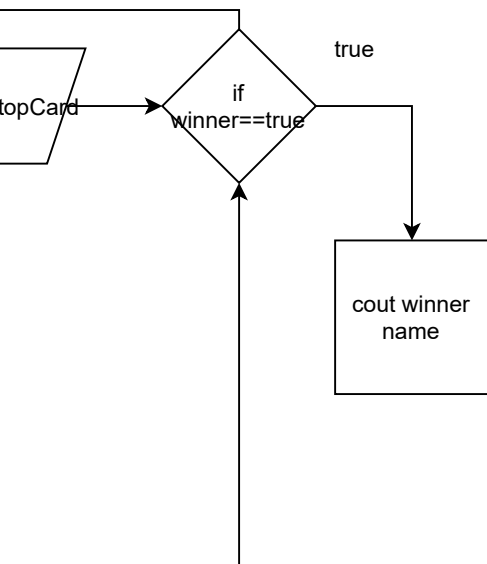 true
if
winner==true
topCard
cout winner
name